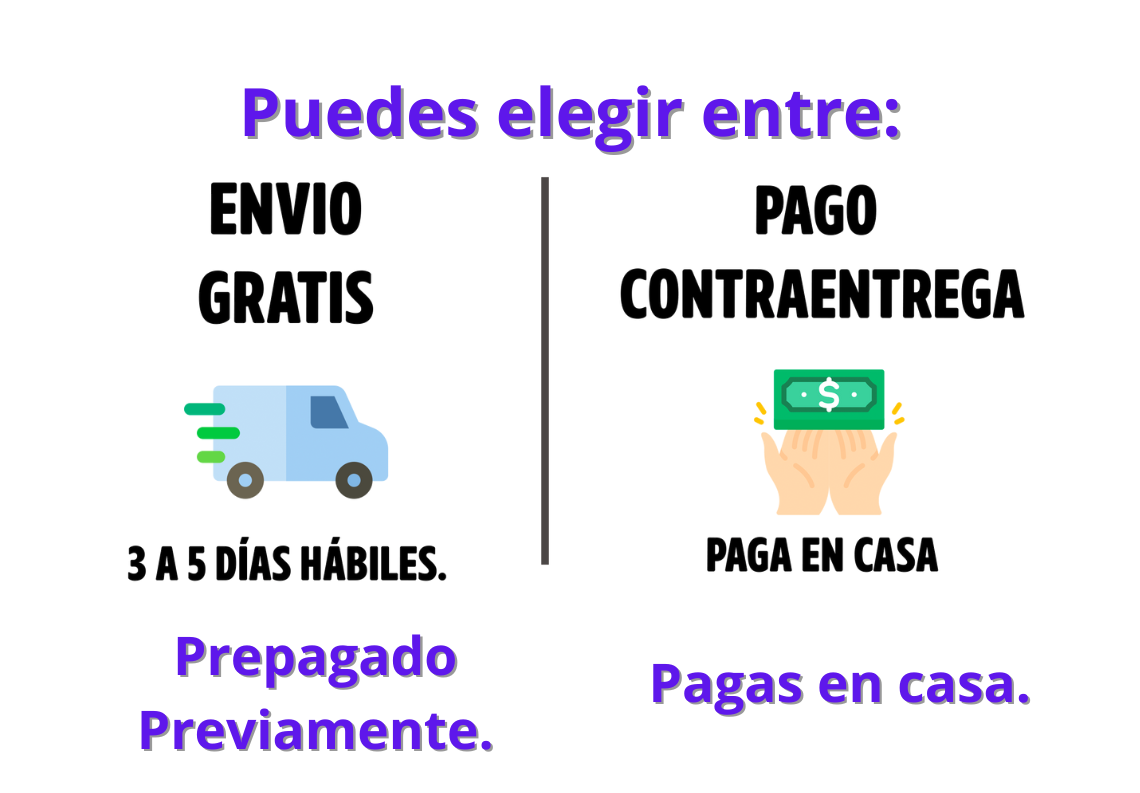 Puedes elegir entre:
ENVIO
GRATIS
3 A 5 DÍAS HÁBILES.
Prepagado
Previamente.
PAGO
CONTRAENTREGA
$
PAGA EN CASA
Pagas en casa.